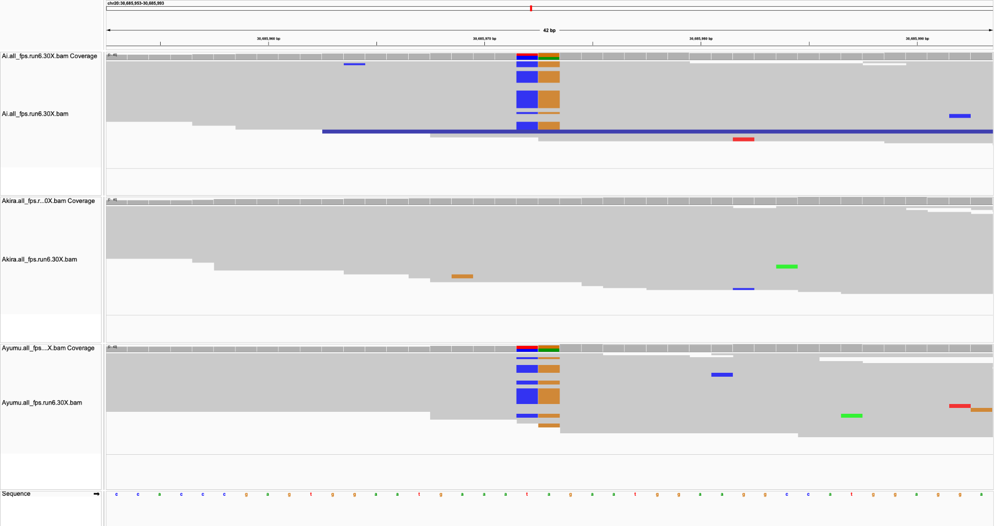 chr20:30,685,953-30,685,993
42 bp
30,685,960 bp 30,685,970 bp 30,685,980 bp 30,685,990 bp
Ai.all_fps.run6.30X.bam Coverage
[0 - 45]
Ai.all_fps.run6.30X.bam
Akira.all_fps.r...0X.bam Coverage
[0 - 46]
Akira.all_fps.run6.30X.bam
Ayumu.all_fps....X.bam Coverage
[0 - 43]
Ayumu.all_fps.run6.30X.bam
Sequence c c a c c c g a g t g g a a t g a a a t a g a a t g g a a g g c c a t g g a g g a